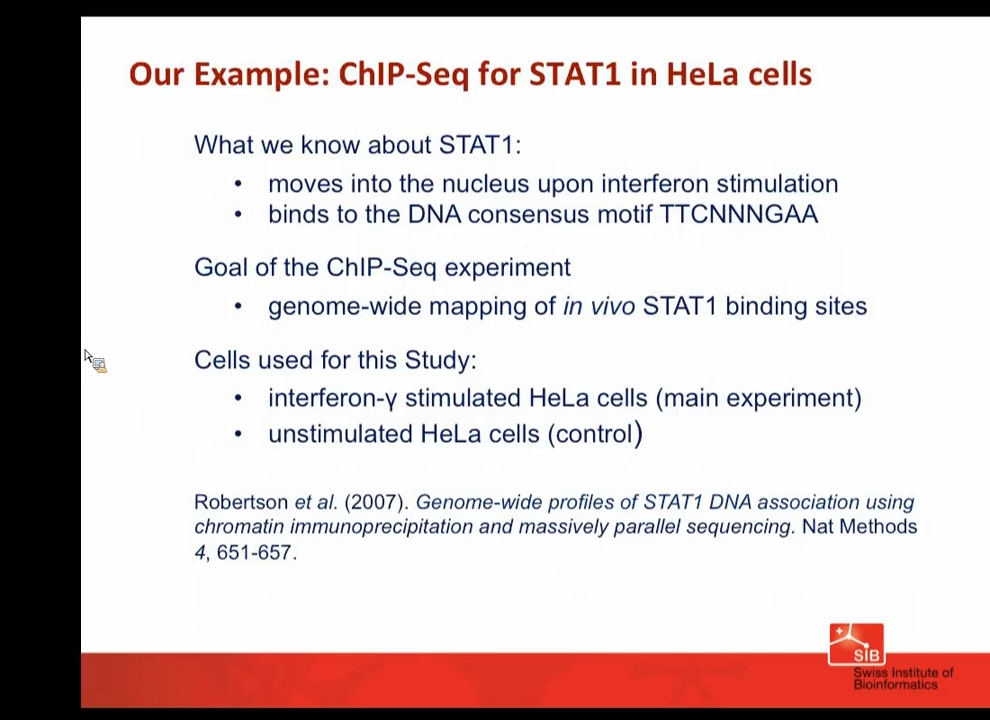 Our Example: ChIP-Seq for STAT1 in HeLa cells
What we know about STAT1:
• moves into the nucleus upon interferon stimulation
• binds to the DNA consensus motif TTCNNNGAA
Goal of the ChIP-Seq experiment
• genome-wide mapping of in vivo STAT1 binding sites
Cells used for this Study:
• interferon-γ stimulated HeLa cells (main experiment)
• unstimulated HeLa cells (control)
Robertson et al. (2007). Genome-wide profiles of STAT1 DNA association using
chromatin immunoprecipitation and massively parallel sequencing. Nat Methods
4, 651-657.
SIB
Swiss Institute of
Bioinformatics